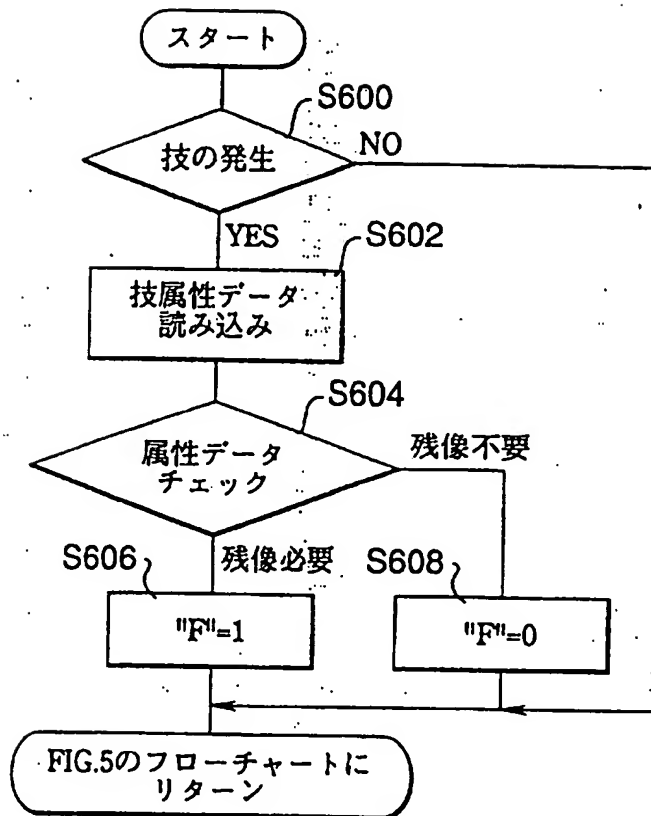 スタート
S600
技の発生
NO
YES
S602
技属性データ
読み込み
S604
属性データ
チェック
残像不要
S606
残像必要
S608
"F"=1
"F"=0
FIG.5のフローチャートに
リターン